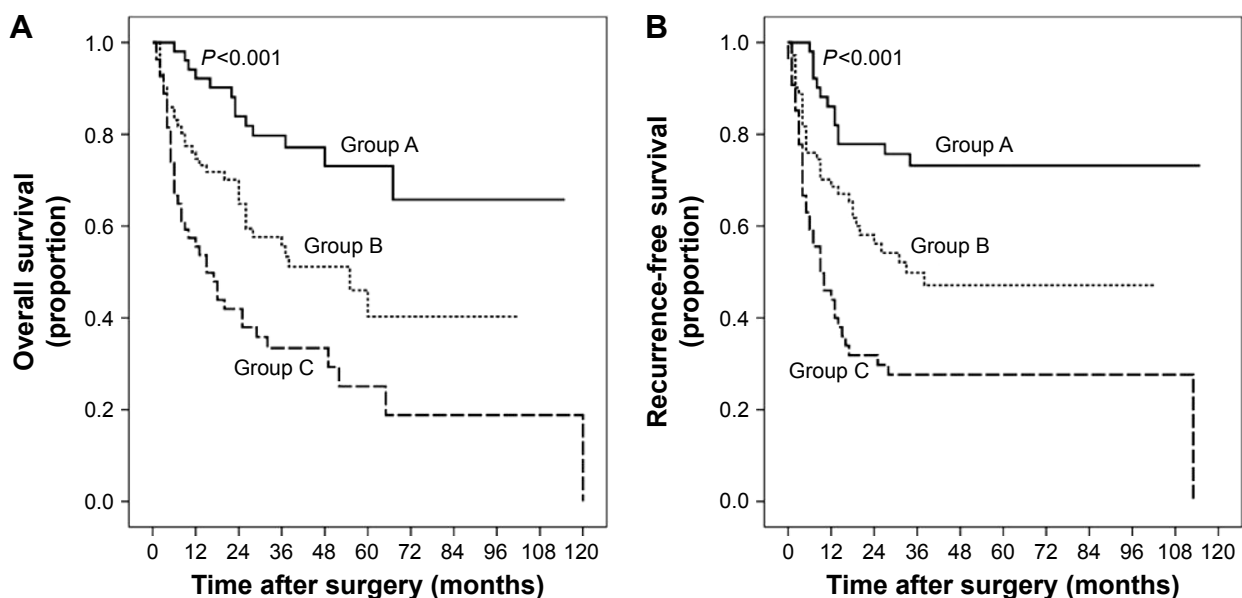 A
Overall survival
(proportion)
1.0
0.8
0.6
0.4
0.2
0.0
P<0.001
Group A
Group B
Group C
0 12 24 36 48 60 72 84 96 108 120
Time after surgery (months)
B
Recurrence-free survival
(proportion)
1.0
0.8
0.6
0.4
0.2
0.0
P<0.001
Group A
Group B
Group C
0 12 24 36 48 60 72 84 96 108 120
Time after surgery (months)